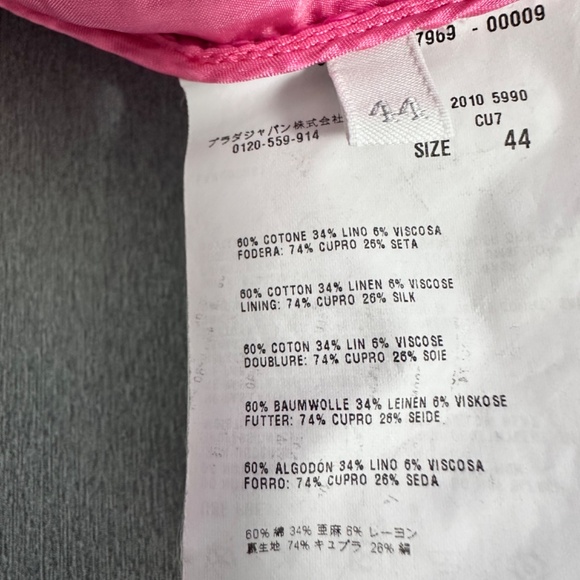 7969 - 00009
44
プラダジャパン株式会
0120-559-914
2010 5990
CU7
SIZE 44
60% COTONE 34% LINO 6% VISCOSA
FODERA: 74% CUPRO 26% SETA
60% COTTON 34% LINEN 6% VISCOSE
LINING: 74% CUPRO 26% SILK
60% COTON 34% LIN 6% VISCOSE
DOUBLURE: 74% CUPRO 26% SOIE
60% BAUMWOLLE 34% LEINEN 6% VISKOSE
FUTTER: 74% CUPRO 26% SEIDE
60% ALGODÓN 34% LINO 6% VISCOSA
FORRO: 74% CUPRO 26% SEDA
60% 綿 34% 亜麻 6% レーヨン
裏生地 74% キュプラ 26% 絹